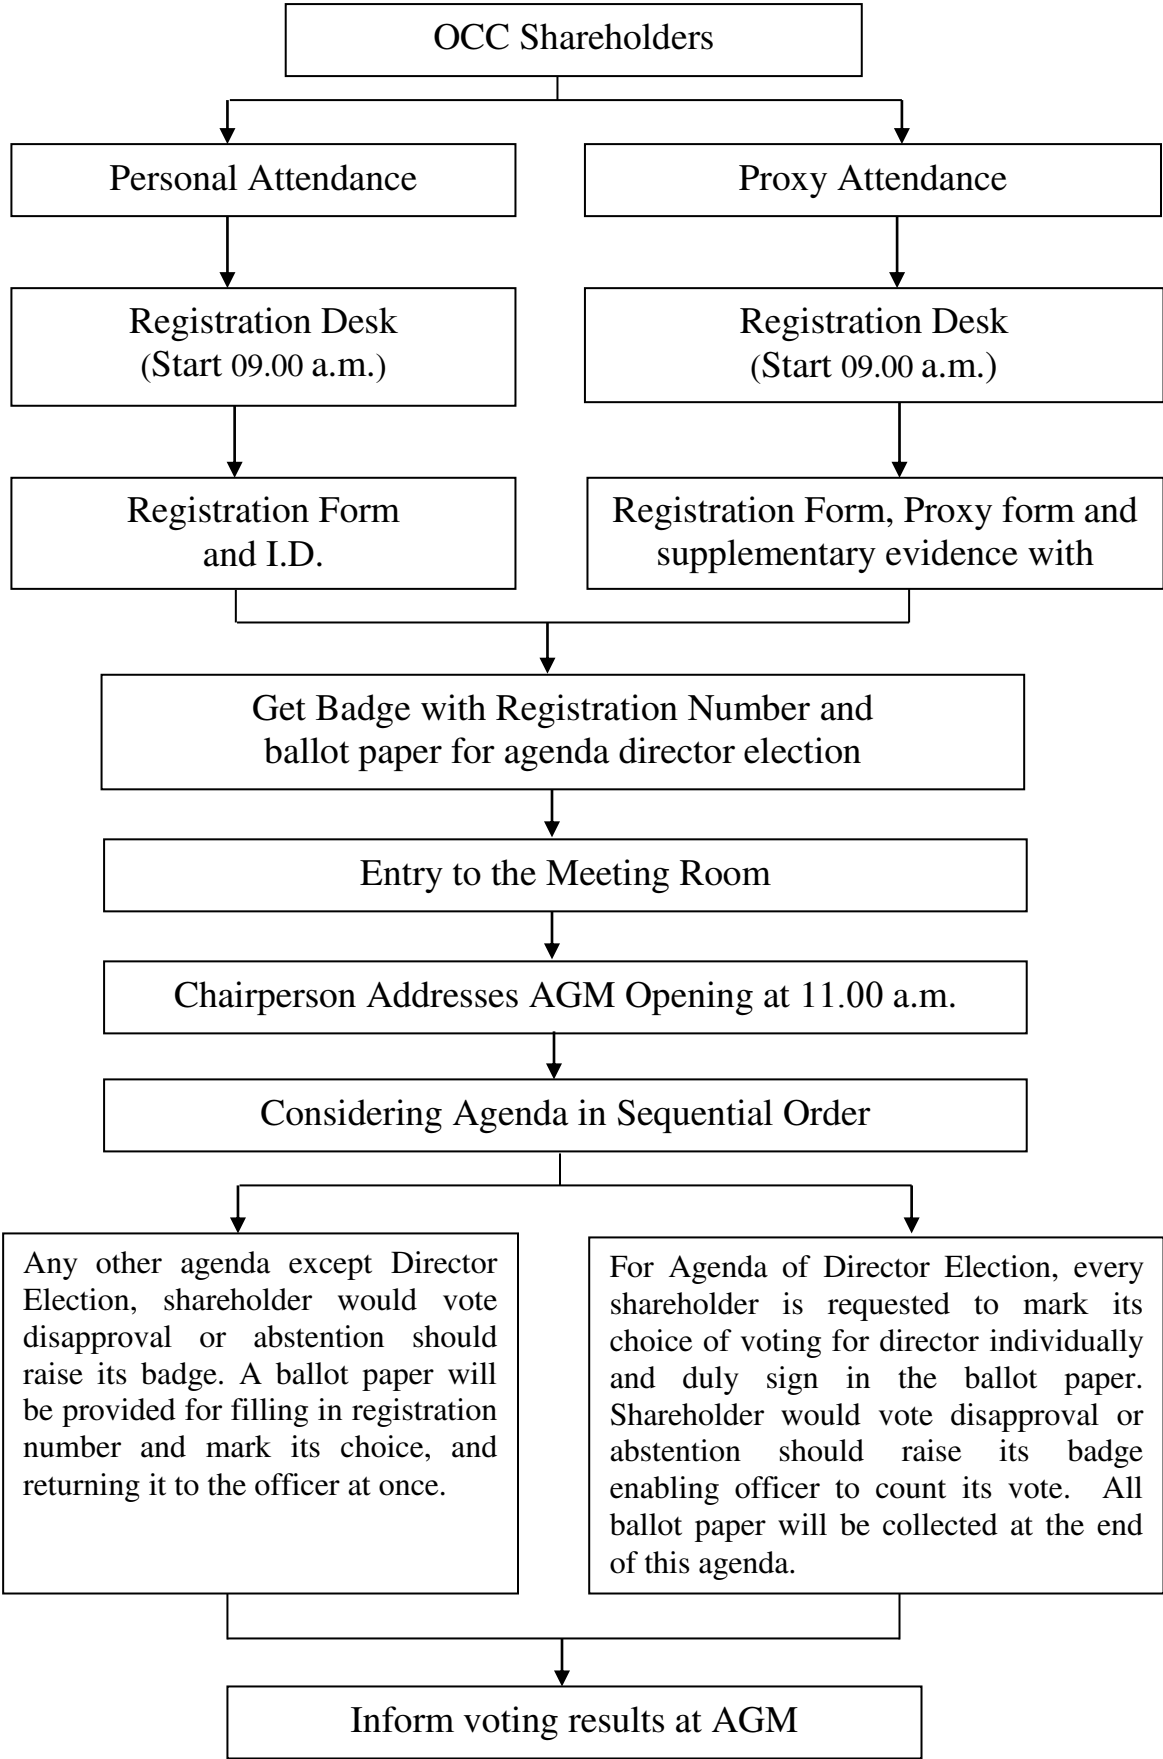 OCC Shareholders
Personal Attendance
Proxy Attendance
Registration Desk
(Start 09.00 a.m.)
Registration Desk
(Start 09.00 a.m.)
Registration Form
and I.D.
Registration Form, Proxy form and
supplementary evidence with
Get Badge with Registration Number and
ballot paper for agenda director election
Entry to the Meeting Room
Chairperson Addresses AGM Opening at 11.00 a.m.
Considering Agenda in Sequential Order
Any other agenda except Director
Election, shareholder would vote
disapproval or abstention should
raise its badge. A ballot paper will
be provided for filling in registration
number and mark its choice, and
returning it to the officer at once.
For Agenda of Director Election, every
shareholder is requested to mark its
choice of voting for director individually
and duly sign in the ballot paper.
Shareholder would vote disapproval or
abstention should raise its badge
enabling officer to count its vote. All
ballot paper will be collected at the end
of this agenda.
Inform voting results at AGM